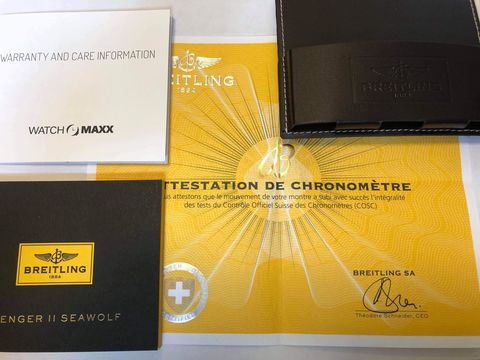 WARRANTY AND CARE INFORMATION
WATCH MAXX
BREITLING
1884
BREITLING
1884
ATTESTATION DE CHRONOMÈTRE
attestons que le mouvement de votre montre a subi avec succès l'intégralité
des tests du Contrôle Officiel Suisse des Chronomètres (COSC)
BREITLING SA
Théodore Schneider, CEO
BREITLING
1884
ENGER II SEAWOLF